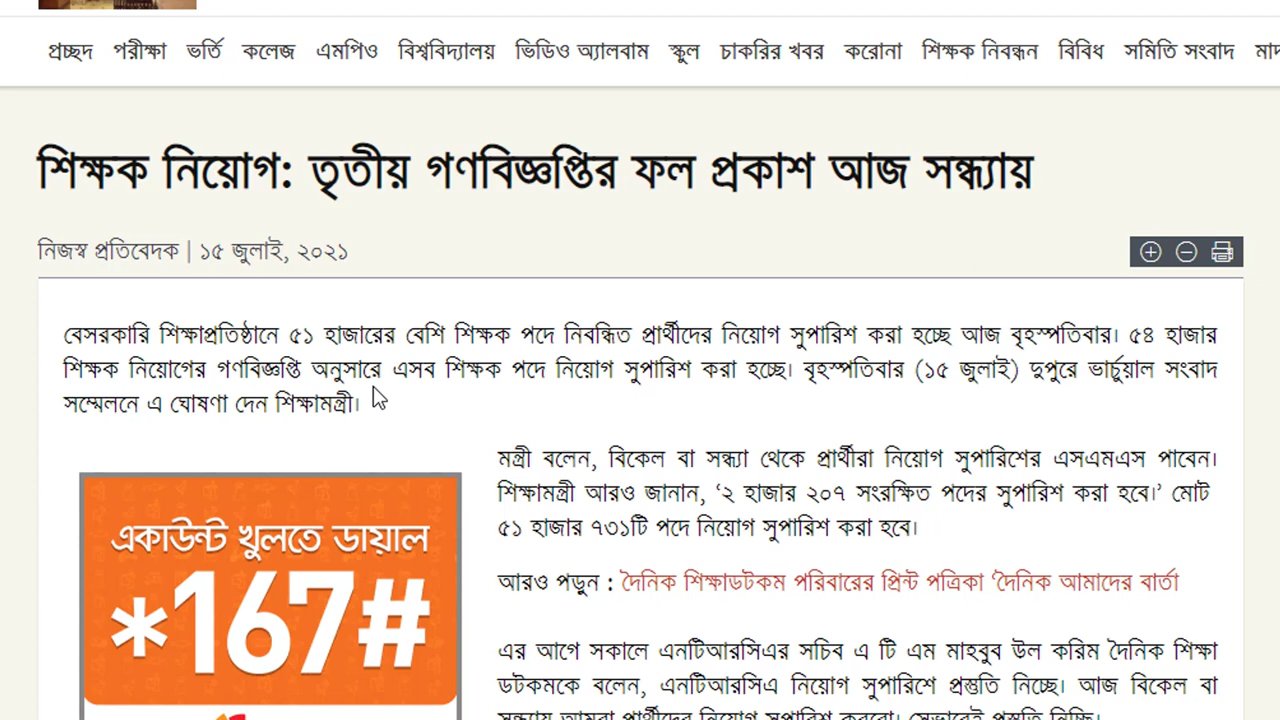 প্রচ্ছদ পরীক্ষা ভর্তি কলেজ এমপিও বিশ্ববিদ্যালয় ভিডিও অ্যালবাম স্কুল চাকরির খবর করোনা শিক্ষক নিবন্ধন বিবিধ সমিতি সংবাদ
শিক্ষক নিয়োগ: তৃতীয় গণবিজ্ঞপ্তির ফল প্রকাশ আজ সন্ধ্যায়
নিজস্ব প্রতিবেদক | ১৫ জুলাই, ২০২১
বেসরকারি শিক্ষাপ্রতিষ্ঠানে ৫১ হাজারের বেশি শিক্ষক পদে নিবন্ধিত প্রার্থীদের নিয়োগ সুপারিশ করা হচ্ছে আজ বৃহস্পতিবার। ৫৪ হাজার
শিক্ষক নিয়োগের গণবিজ্ঞপ্তি অনুসারে এসব শিক্ষক পদে নিয়োগ সুপারিশ করা হচ্ছে। বৃহস্পতিবার (১৫ জুলাই) দুপুরে ভার্চুয়াল সংবাদ
সম্মেলনে এ ঘোষণা দেন শিক্ষামন্ত্রী।
মন্ত্রী বলেন, বিকেল বা সন্ধ্যা থেকে প্রার্থীরা নিয়োগ সুপারিশের এসএমএস পাবেন।
শিক্ষামন্ত্রী আরও জানান, ‘২ হাজার ২০৭ সংরক্ষিত পদের সুপারিশ করা হবে।’ মোট
৫১ হাজার ৭৩১টি পদে নিয়োগ সুপারিশ করা হবে।
একাউন্ট খুলতে ডায়াল
*167#
আরও পড়ুন : দৈনিক শিক্ষাডটকম পরিবারের প্রিন্ট পত্রিকা ‘দৈনিক আমাদের বার্তা
এর আগে সকালে এনটিআরসিএর সচিব এ টি এম মাহবুব উল করিম দৈনিক শিক্ষা
ডটকমকে বলেন, এনটিআরসিএ নিয়োগ সুপারিশে প্রস্তুতি নিচ্ছে। আজ বিকেল বা
সন্ধ্যায় আমরা প্রার্থীদের নিয়োগ সুপারিশ করবো। সেভাবেই প্রস্তুতি নিচ্ছি।